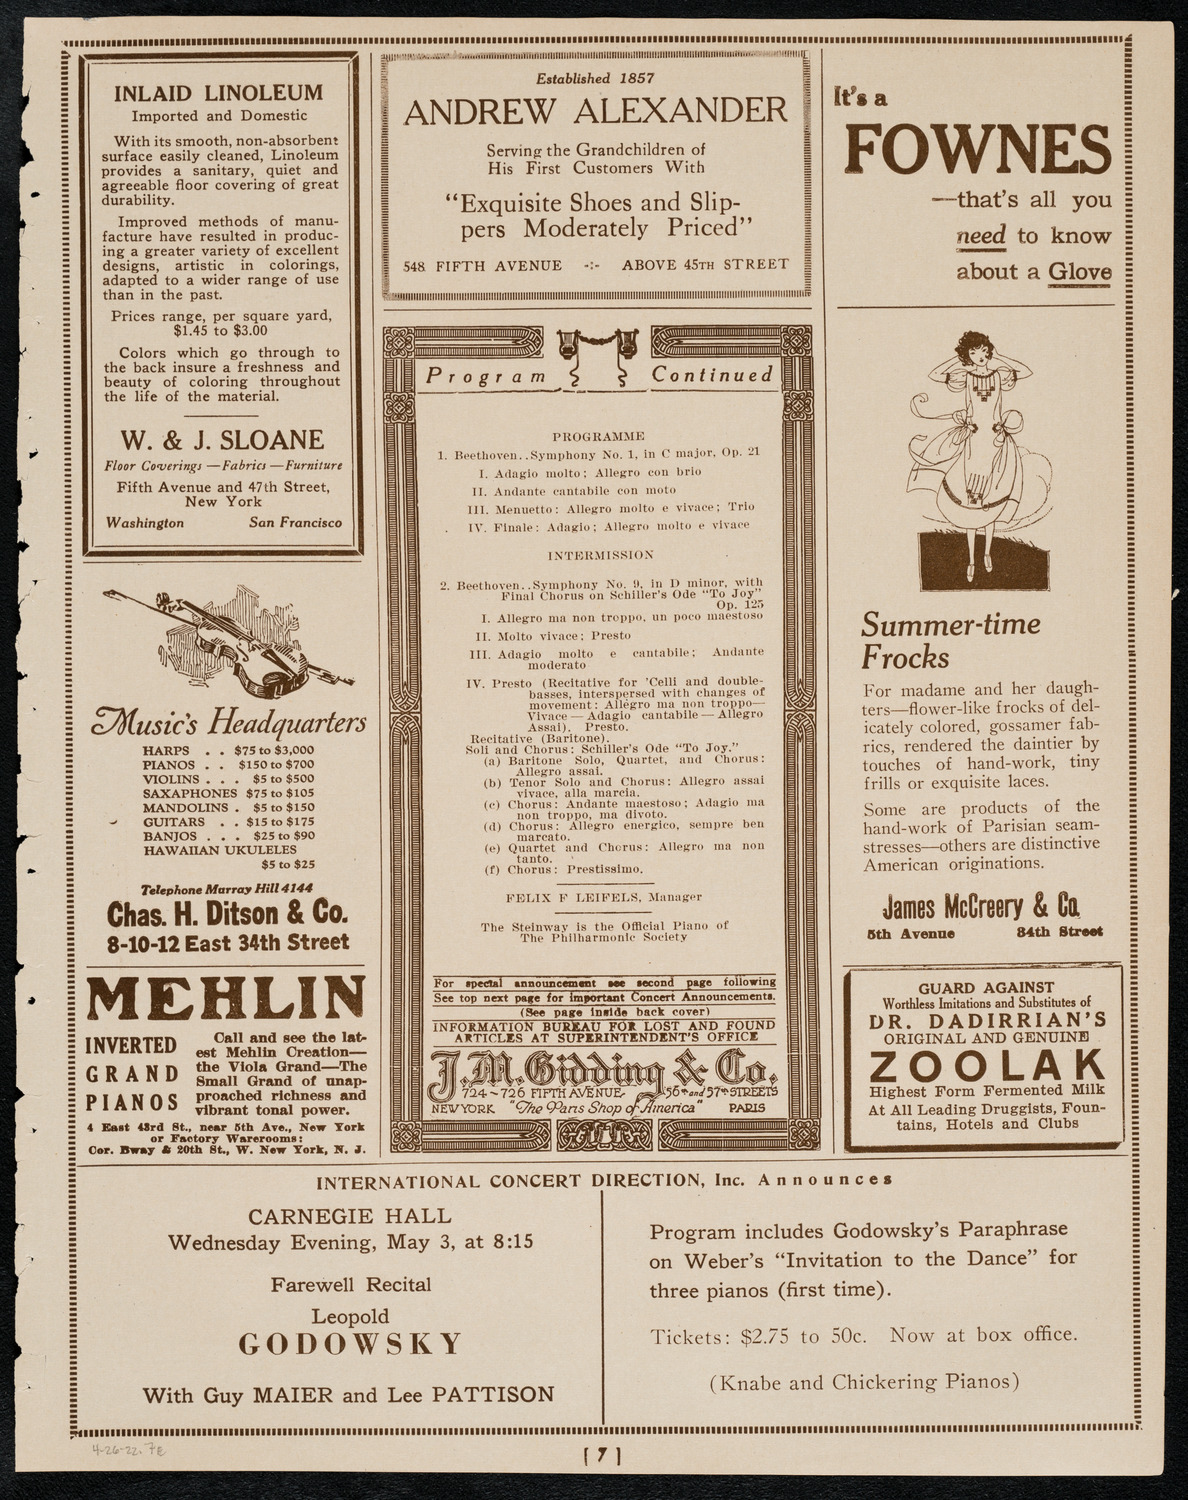 INLAID LINOLEUM
Imported and Domestic
With its smooth, non-absorbent
surface easily cleaned, Linoleum
provides a sanitary, quiet and
agreeable floor covering of great
durability.
Improved methods of manu-
facture have resulted in produc-
ing a greater variety of excellent
designs, artistic in colorings,
adapted to a wider range of use
than in the past.
Prices range, per square yard,
$1.45 to $3.00
Colors which go through to
the back insure a freshness and
beauty of coloring throughout
the life of the material.
W. & J. SLOANE
Floor Coverings — Fabrics — Furniture
Fifth Avenue and 47th Street,
New York
Washington San Francisco
Music's Headquarters
HARPS . . $75 to $3,000
PIANOS . . $150 to $700
VIOLINS . . . $5 to $500
SAXAPHONES $75 to $105
MANDOLINS . $5 to $150
GUITARS . . $15 to $175
BANJOS . . . $25 to $90
HAWAIIAN UKULELES
$5 to $25
Telephone Murray Hill 4144
Chas. H. Ditson & Co.
8-10-12 East 34th Street
MEHLIN
INVERTED
GRAND
PIANOS
Call and see the lat-
est Mehlin Creation—
the Viola Grand—The
Small Grand of unap-
proached richness and
vibrant tonal power.
4 East 43rd St., near 5th Ave., New York
or Factory Warerooms:
Cor. Bway & 20th St., W. New York, N. J.
Established 1857
ANDREW ALEXANDER
Serving the Grandchildren of
His First Customers With
"Exquisite Shoes and Slip-
pers Moderately Priced"
548 FIFTH AVENUE -:- ABOVE 45TH STREET
Program Continued
PROGRAMME
1. Beethoven..Symphony No. 1, in C major, Op. 21
I. Adagio molto; Allegro con brio
II. Andante cantabile con moto
III. Menuetto: Allegro molto e vivace; Trio
IV. Finale: Adagio; Allegro molto e vivace
INTERMISSION
2. Beethoven..Symphony No. 9, in D minor, with
Final Chorus on Schiller's Ode "To Joy"
Op. 125
I. Allegro ma non troppo, un poco maestoso
II. Molto vivace; Presto
III. Adagio molto e cantabile; Andante
moderato
IV. Presto (Recitative for 'Celli and double-
basses, interspersed with changes of
movement: Allegro ma non troppo—
Vivace — Adagio cantabile — Allegro
Assai). Presto.
Recitative (Baritone).
Soli and Chorus: Schiller's Ode "To Joy."
(a) Baritone Solo, Quartet, and Chorus:
Allegro assai.
(b) Tenor Solo and Chorus: Allegro assai
vivace, alla marcia.
(c) Chorus: Andante maestoso; Adagio ma
non troppo, ma divoto.
(d) Chorus: Allegro energico, sempre ben
marcato.
(e) Quartet and Chorus: Allegro ma non
tanto.
(f) Chorus: Prestissimo.
FELIX F LEIFELS, Manager
The Steinway is the Official Piano of
The Philharmonic Society
For special announcement see second page following
See top next page for Important Concert Announcements.
(See page inside back cover)
INFORMATION BUREAU FOR LOST AND FOUND
ARTICLES AT SUPERINTENDENT'S OFFICE
J.M.Gidding & Co.
724~726 FIFTH AVENUE- 56th and 57th STREETS
NEW YORK "The Paris Shop of America" PARIS
It's a
FOWNES
—that's all you
need to know
about a Glove
Summer-time
Frocks
For madame and her daugh-
ters—flower-like frocks of del-
icately colored, gossamer fab-
rics, rendered the daintier by
touches of hand-work, tiny
frills or exquisite laces.
Some are products of the
hand-work of Parisian seam-
stresses—others are distinctive
American originations.
James McCreery & Co.
5th Avenue 34th Street
GUARD AGAINST
Worthless Imitations and Substitutes of
DR. DADIRRIAN'S
ORIGINAL AND GENUINE
ZOOLAK
Highest Form Fermented Milk
At All Leading Druggists, Foun-
tains, Hotels and Clubs
INTERNATIONAL CONCERT DIRECTION, Inc. Announces
CARNEGIE HALL
Wednesday Evening, May 3, at 8:15
Farewell Recital
Leopold
GODOWSKY
With Guy MAIER and Lee PATTISON
Program includes Godowsky's Paraphrase
on Weber's "Invitation to the Dance" for
three pianos (first time).
Tickets: $2.75 to 50c. Now at box office.
(Knabe and Chickering Pianos)
4-26-22. 7E
[ 7 ]